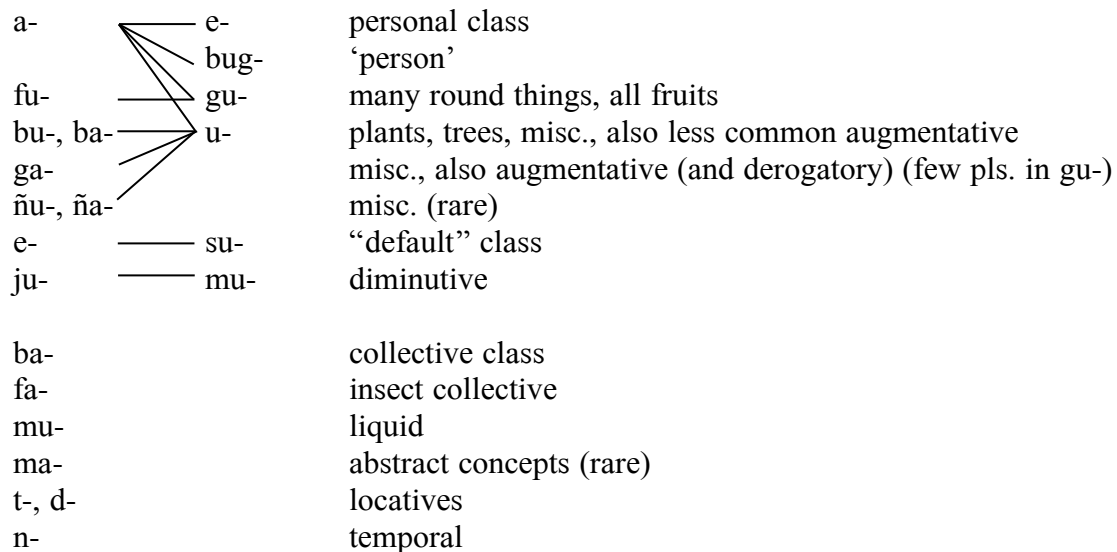 a- e- personal class
bug- ‘person’
fu- gu- many round things, all fruits
bu-, ba- u- plants, trees, misc., also less common augmentative
ga- misc., also augmentative (and derogatory) (few pls. in gu-)
ñu-, ña- misc. (rare)
e- su- “default” class
ju- mu- diminutive
ba- collective class
fa- insect collective
mu- liquid
ma- abstract concepts (rare)
t-, d- locatives
n- temporal